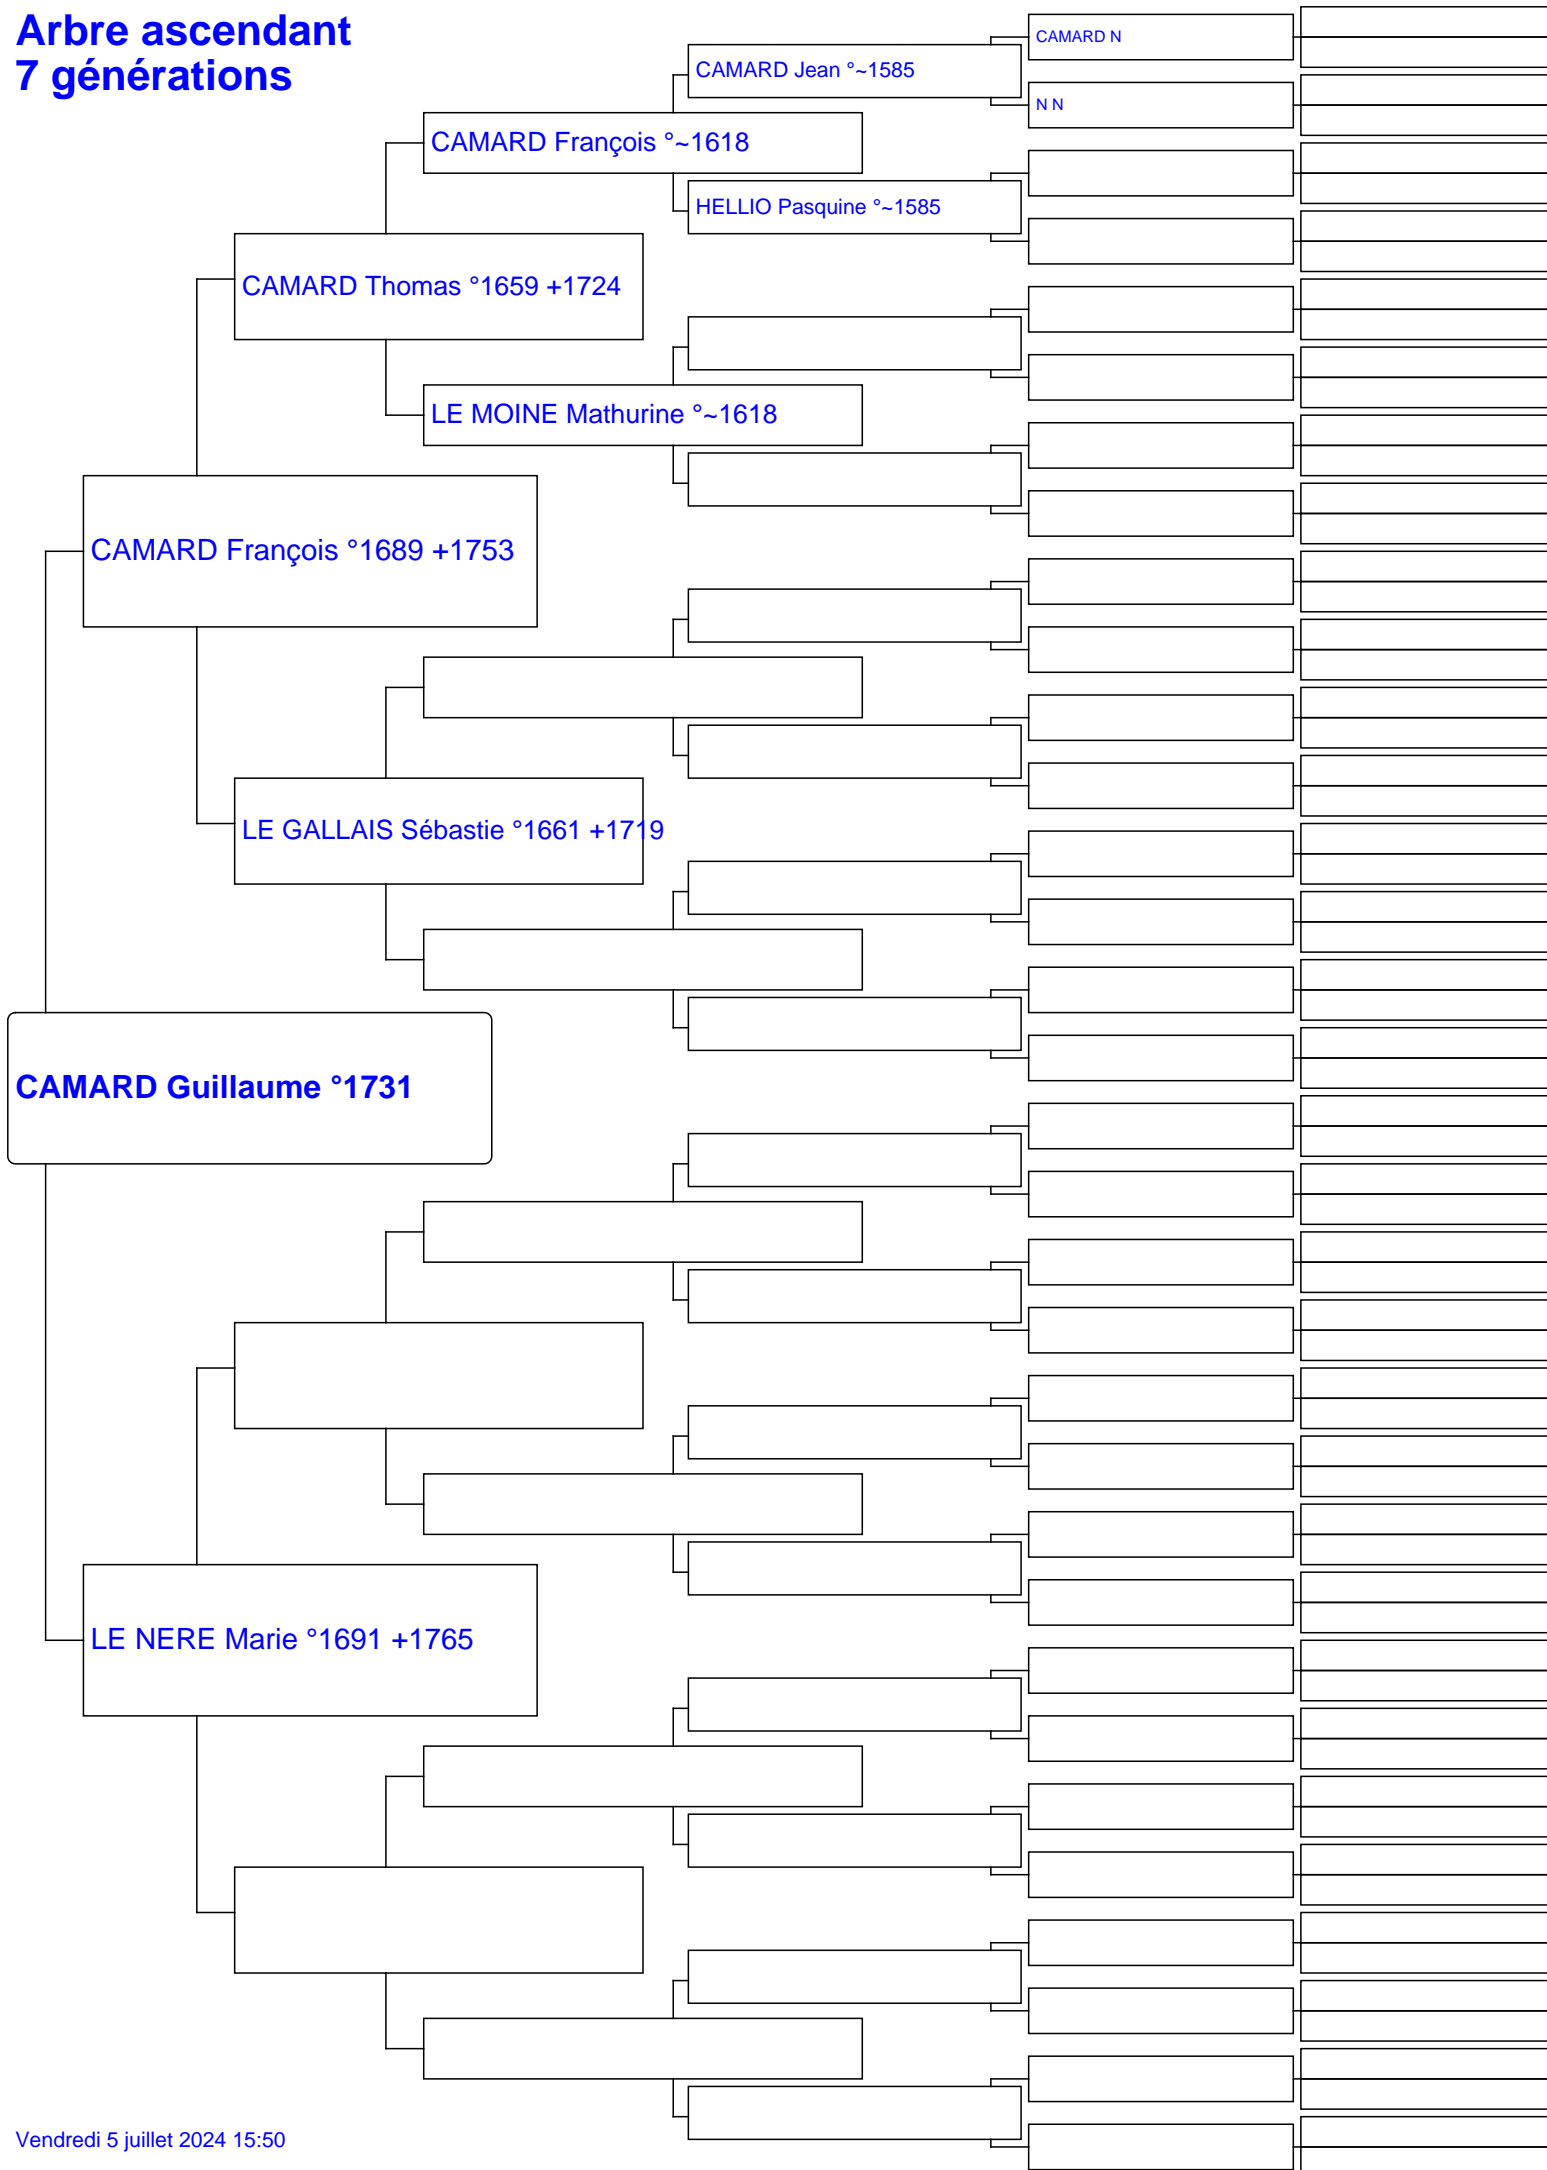 Arbre ascendant
7 générations
CAMARD N
CAMARD Jean °~1585
N N
CAMARD François °~1618
HELLIO Pasquine °~1585
CAMARD Thomas °1659 +1724
LE MOINE Mathurine °~1618
CAMARD François °1689 +1753
LE GALLAIS Sébastie °1661 +1719
CAMARD Guillaume °1731
LE NERE Marie °1691 +1765
Vendredi 5 juillet 2024 15:50